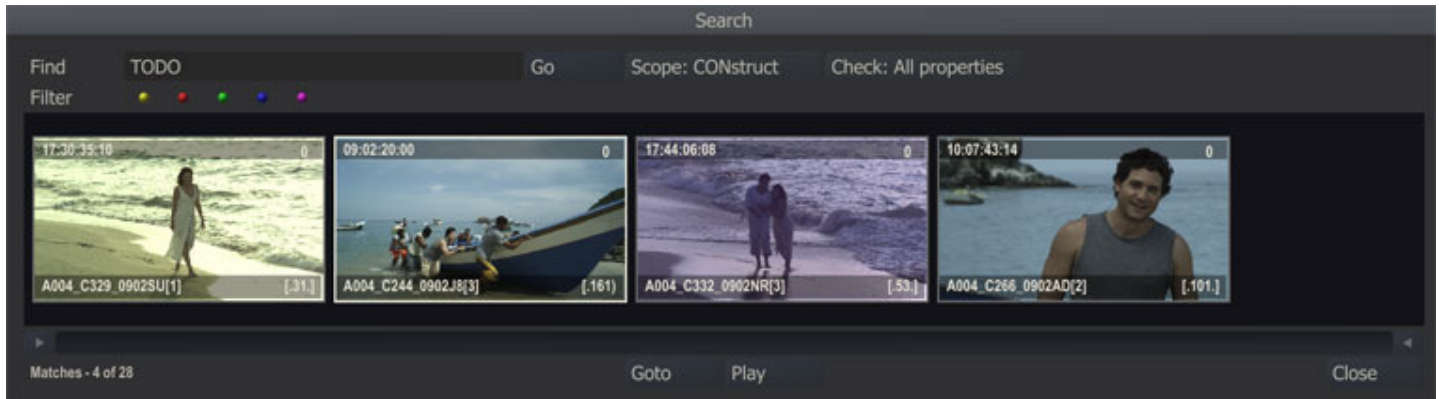 Search
Find TODO Go Scope: CONstruct Check: All properties
Filter
17:30:35:10 0 09:02:20:00 0 17:44:06:08 0 10:07:43:14 0
A004_C329_0902SU[1] [.31.] A004_C244_0902J8[3] [.161) A004_C332_0902NR[3] [.53.] A004_C266_0902AD[2] [.101.]
Matches - 4 of 28 Goto Play Close